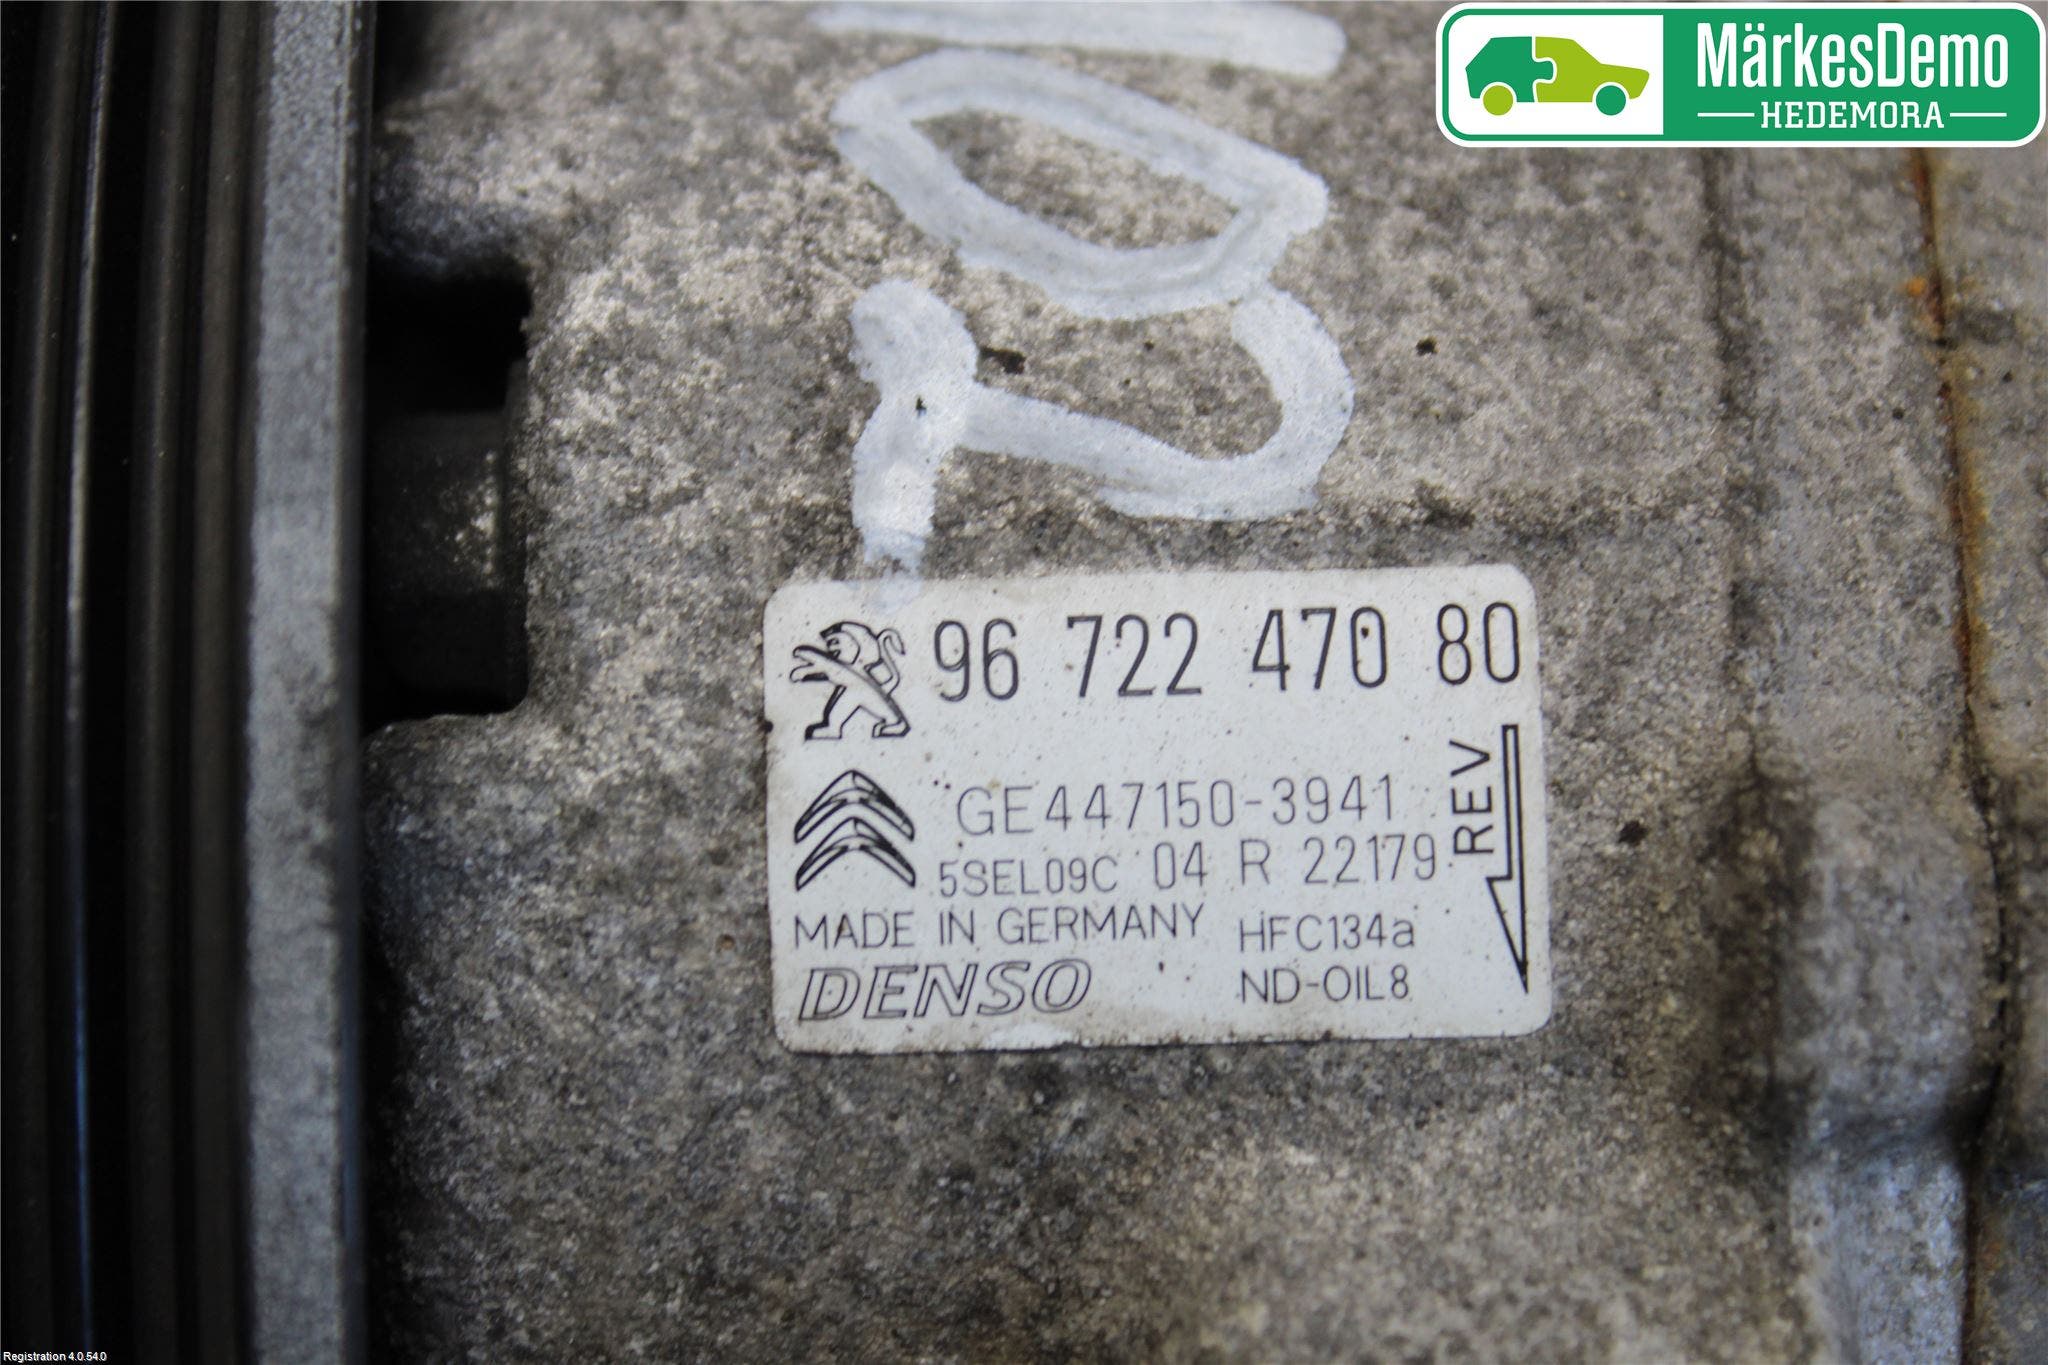 MärkesDemo
HEDEMORA
96 722 470 80
GE447150-3941
5SEL09C 04 R 22179
REV
MADE IN GERMANY HFC134a
DENSO ND-OIL8
Registration 4.0.54.0